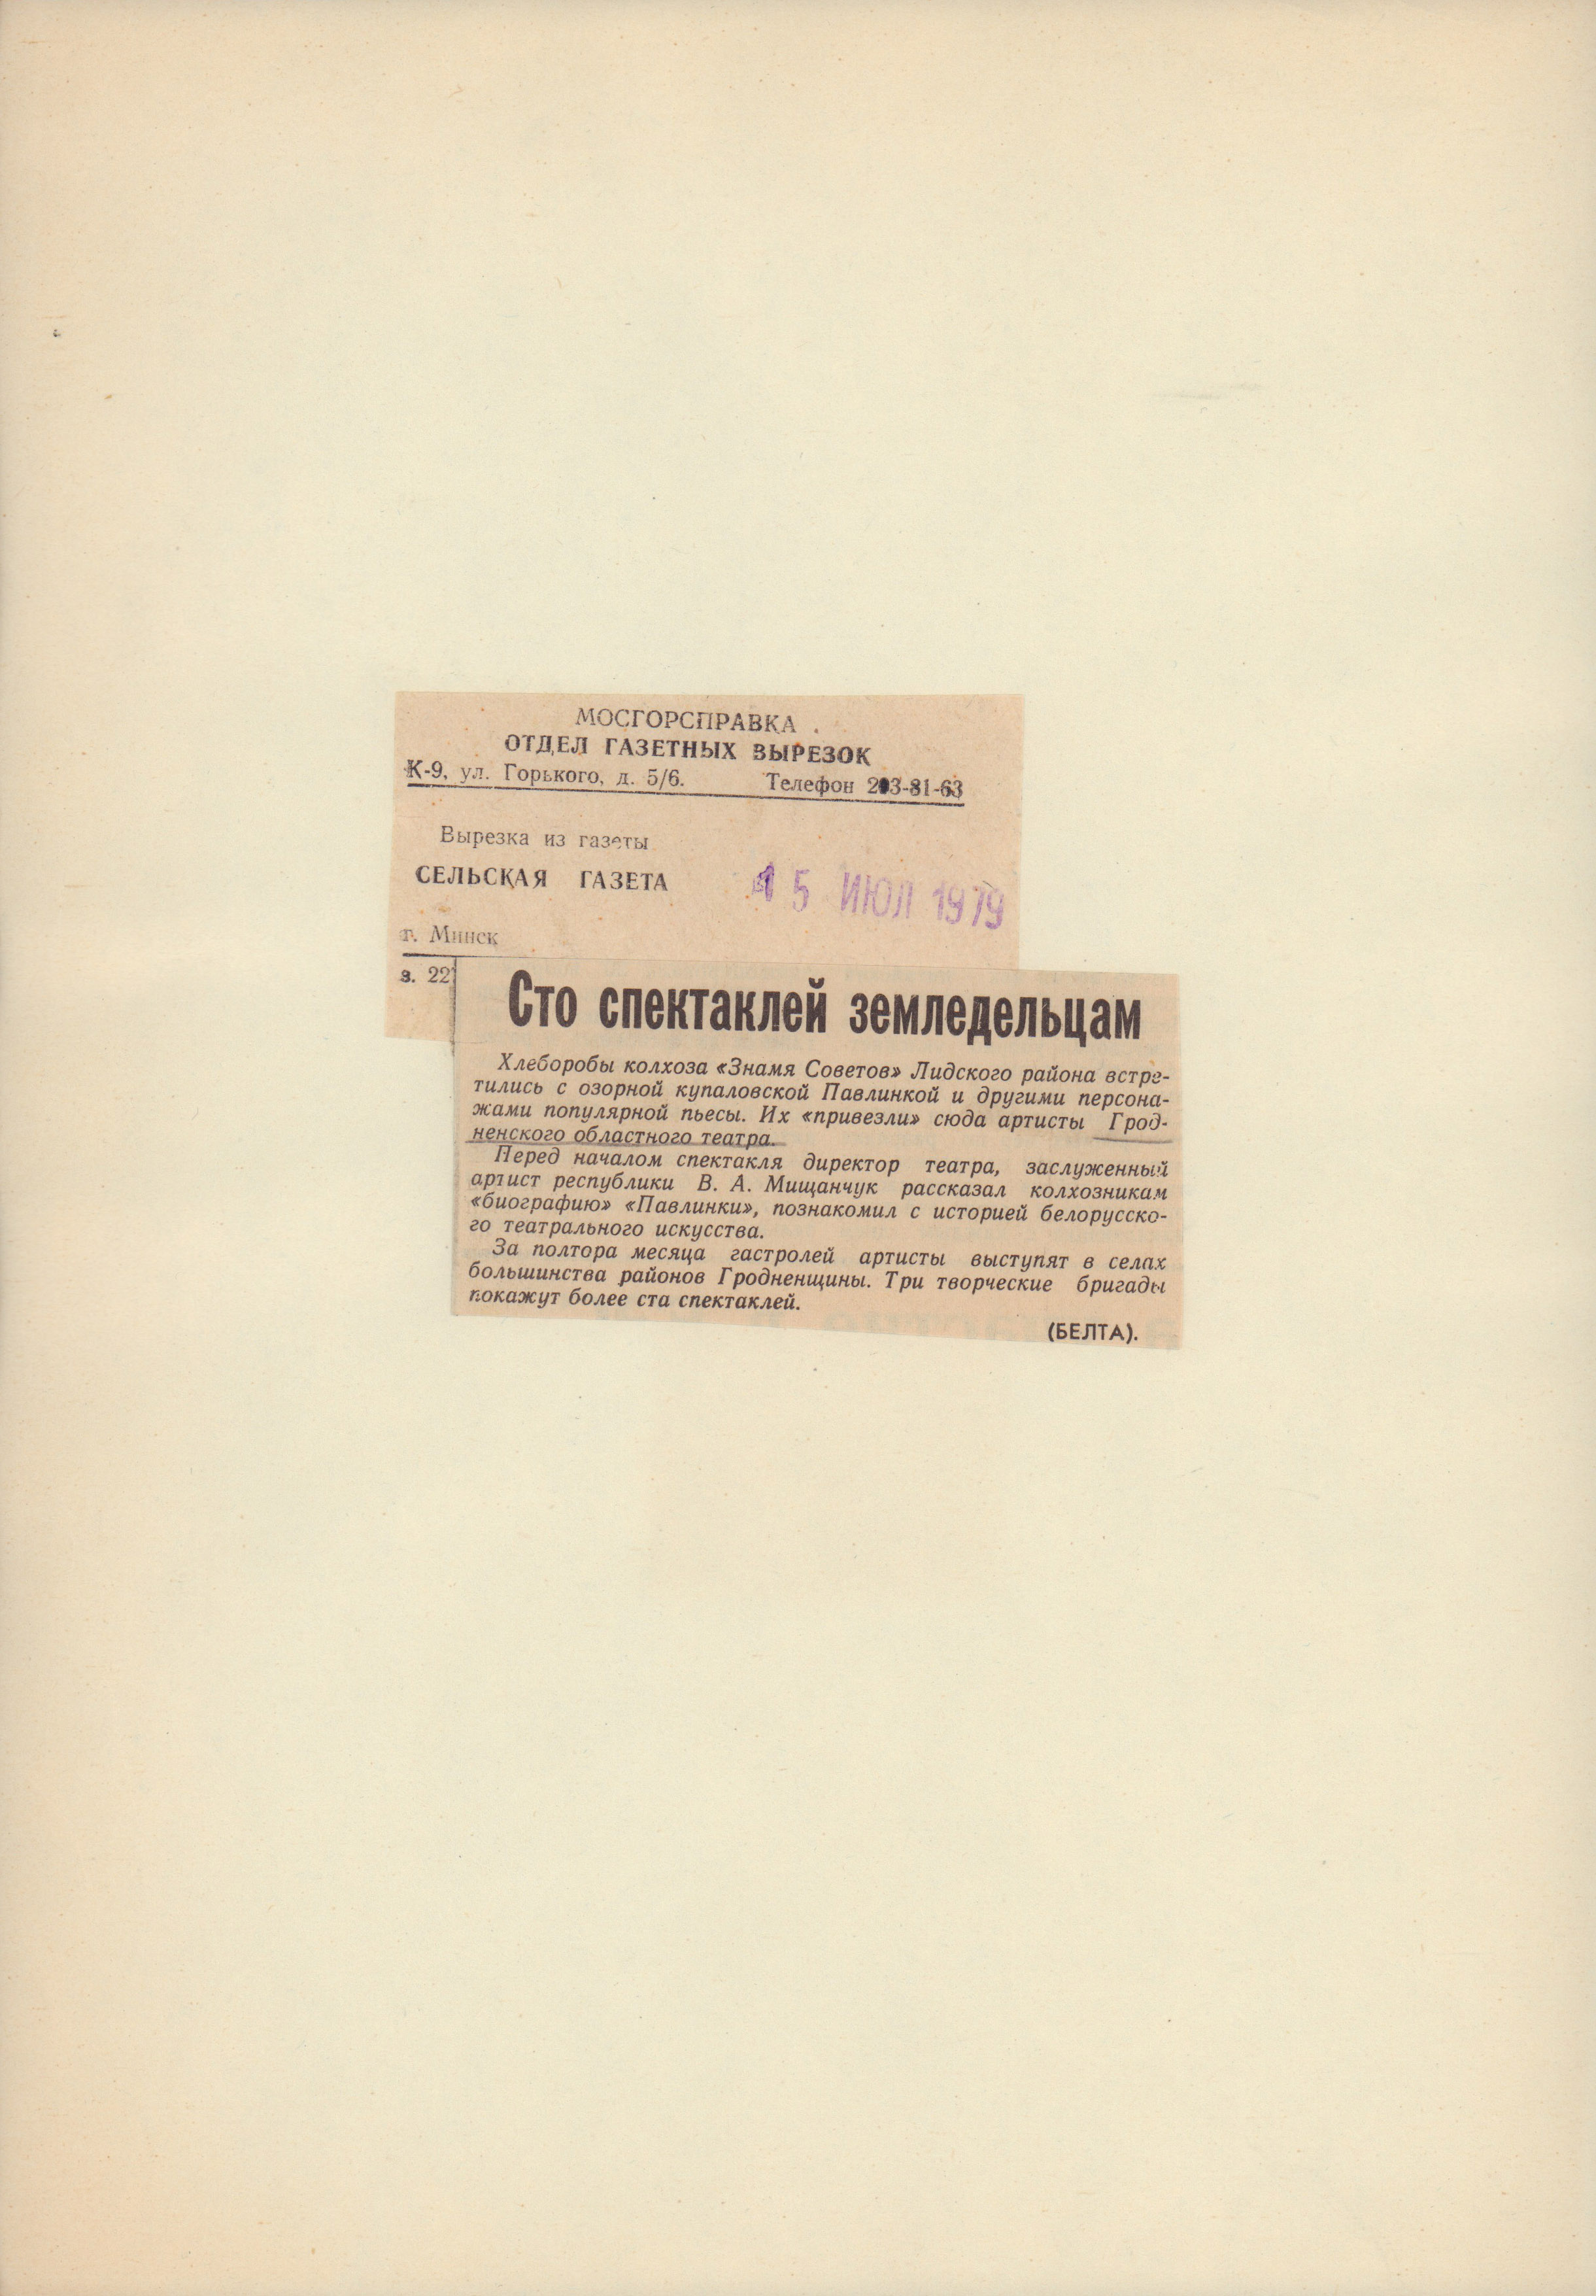 МОСГОРСПРАВКА
ОТДЕЛ ГАЗЕТНЫХ ВЫРЕЗОК
К-9, ул. Горького, д. 5/6. Телефон 203-81-63
Вырезка из газеты
СЕЛЬСКАЯ ГАЗЕТА
15 ИЮЛ 1979
г. Минск
з. 22
Сто спектаклей земледельцам
Хлеборобы колхоза «Знамя Советов» Лидского района встре-
тились с озорной купаловской Павлинкой и другими персона-
жами популярной пьесы. Их «привезли» сюда артисты Грод-
ненского областного театра.
Перед началом спектакля директор театра, заслуженный
артист республики В. А. Мищанчук рассказал колхозникам
«биографию» «Павлинки», познакомил с историей белорусско-
го театрального искусства.
За полтора месяца гастролей артисты выступят в селах
большинства районов Гродненщины. Три творческие бригады
покажут более ста спектаклей.
(БЕЛТА).